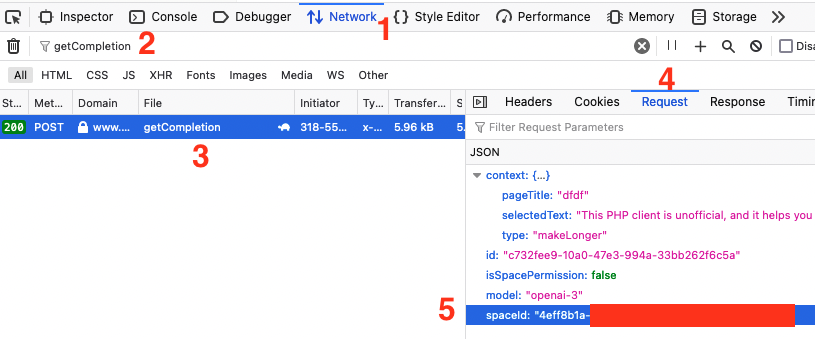 Inspector Console Debugger Network Style Editor Performance Memory Storage
1
getCompletion
2
Disa
All HTML CSS JS XHR Fonts Images Media WS Other
4
St... Met... Domain File Initiator Ty... Transfer... S
Headers Cookies Request Response Timin
200 POST www.... getCompletion 318-55... x-... 5.96 kB 5.
Filter Request Parameters
3
JSON
context: {…}
pageTitle: "dfdf"
selectedText: "This PHP client is unofficial, and it helps you
type: "makeLonger"
id: "c732fee9-10a0-47e3-994a-33bb262f6c5a"
isSpacePermission: false
model: "openai-3"
5
spaceId: "4eff8b1a-